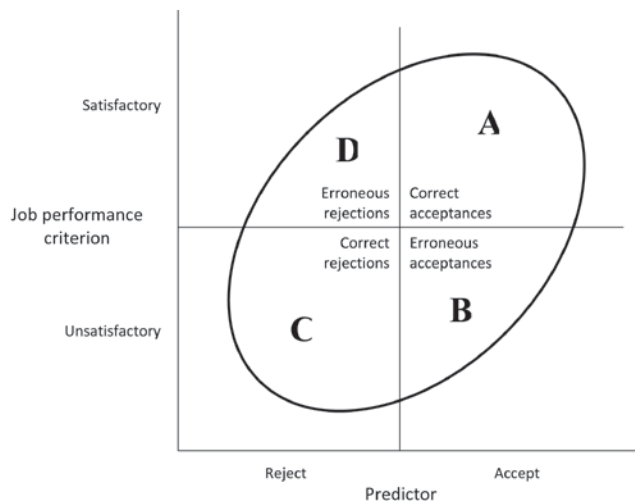 Satisfactory
A
D
Erroneous
rejections
Correct
acceptances
Job performance
criterion
Correct
rejections
Erroneous
acceptances
B
C
Unsatisfactory
Reject
Accept
Predictor